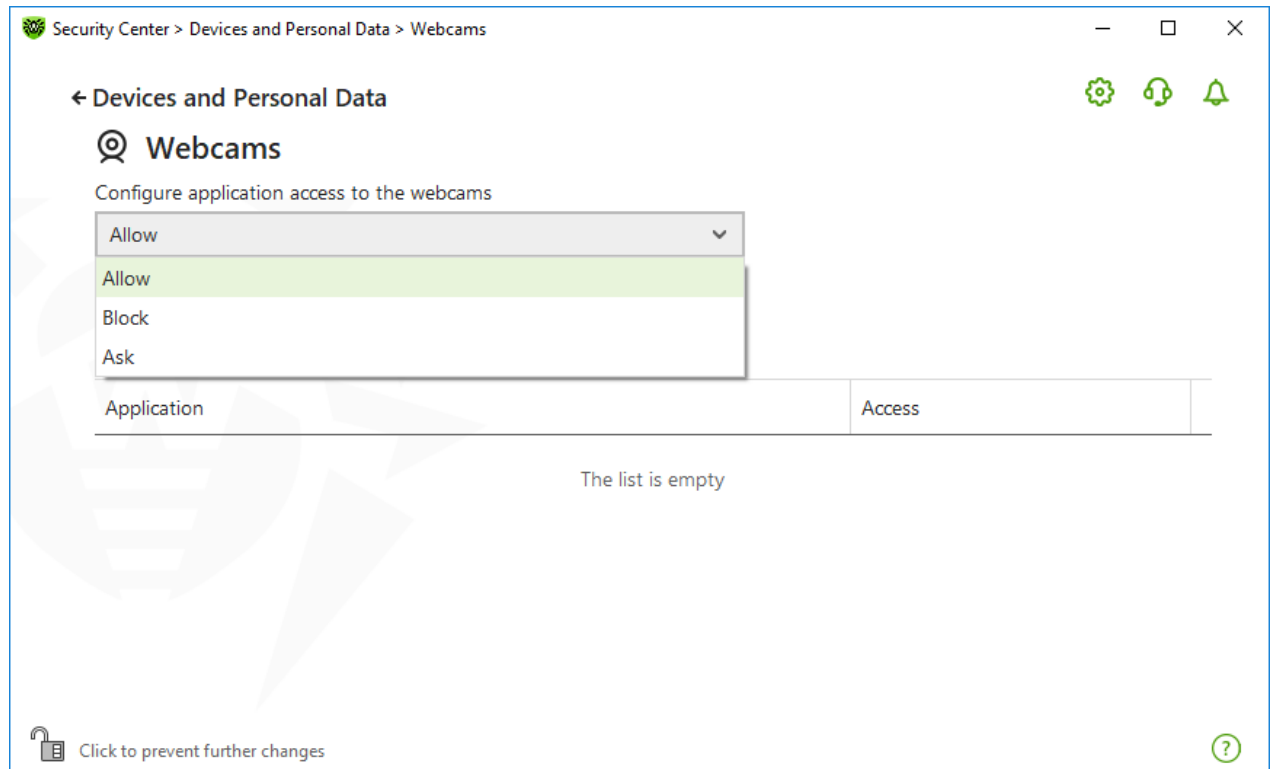 Security Center > Devices and Personal Data > Webcams
Devices and Personal Data
Webcams
Configure application access to the webcams
Allow
Allow
Block
Ask
Application Access
The list is empty
Click to prevent further changes
?